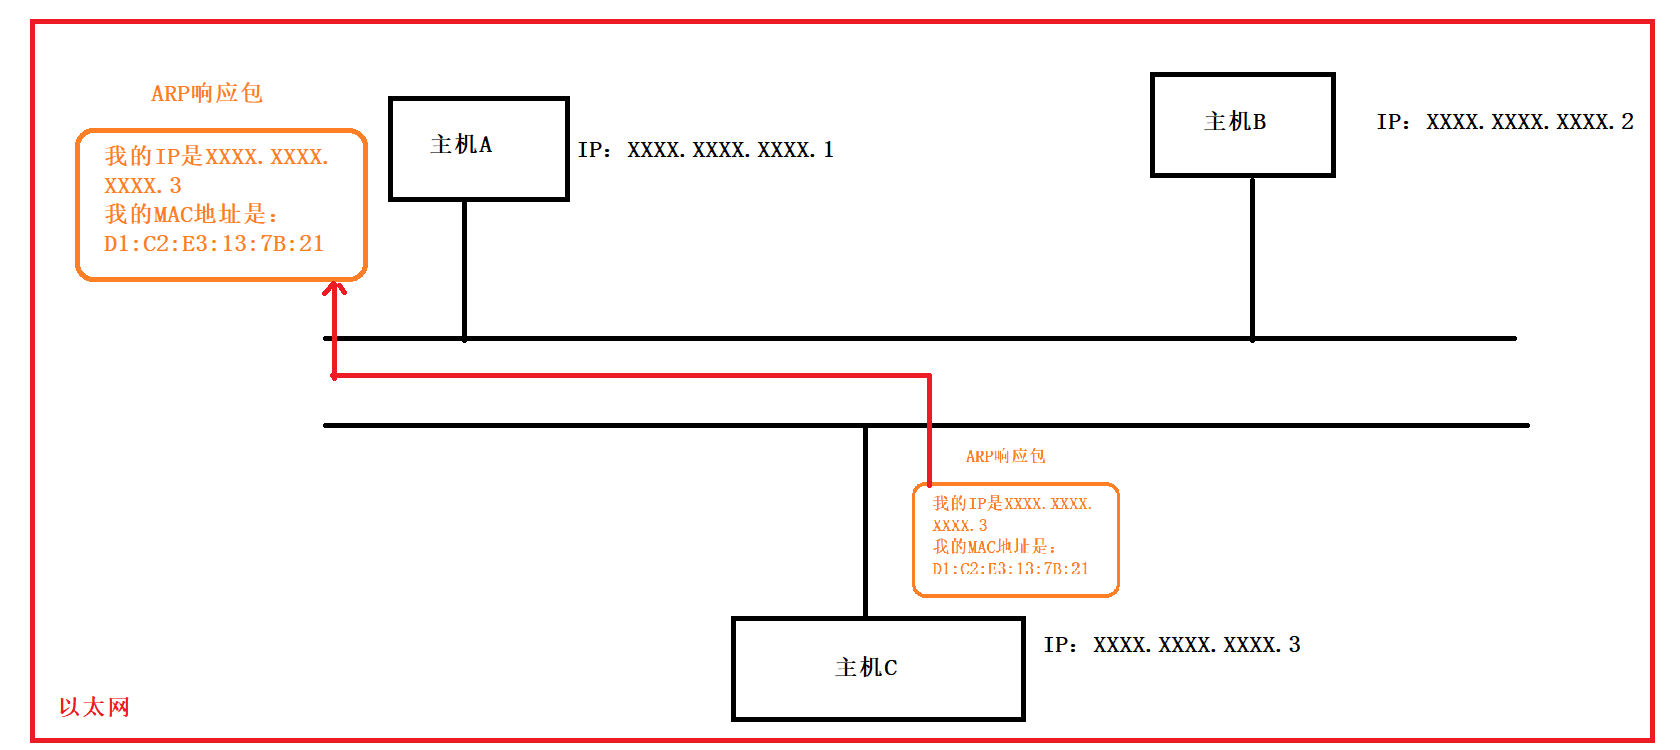 ARP响应包
我的IP是XXXX.XXXX.
XXXX.3
我的MAC地址是：
D1:C2:E3:13:7B:21
主机A
IP：XXXX.XXXX.XXXX.1
主机B
IP：XXXX.XXXX.XXXX.2
ARP响应包
我的IP是XXXX.XXXX.
XXXX.3
我的MAC地址是：
D1:C2:E3:13:7B:21
主机C
IP：XXXX.XXXX.XXXX.3
以太网